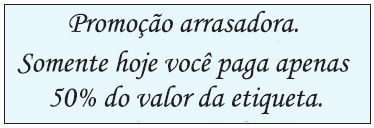 Promoção arrasadora.
Somente hoje você paga apenas
50% do valor da etiqueta.